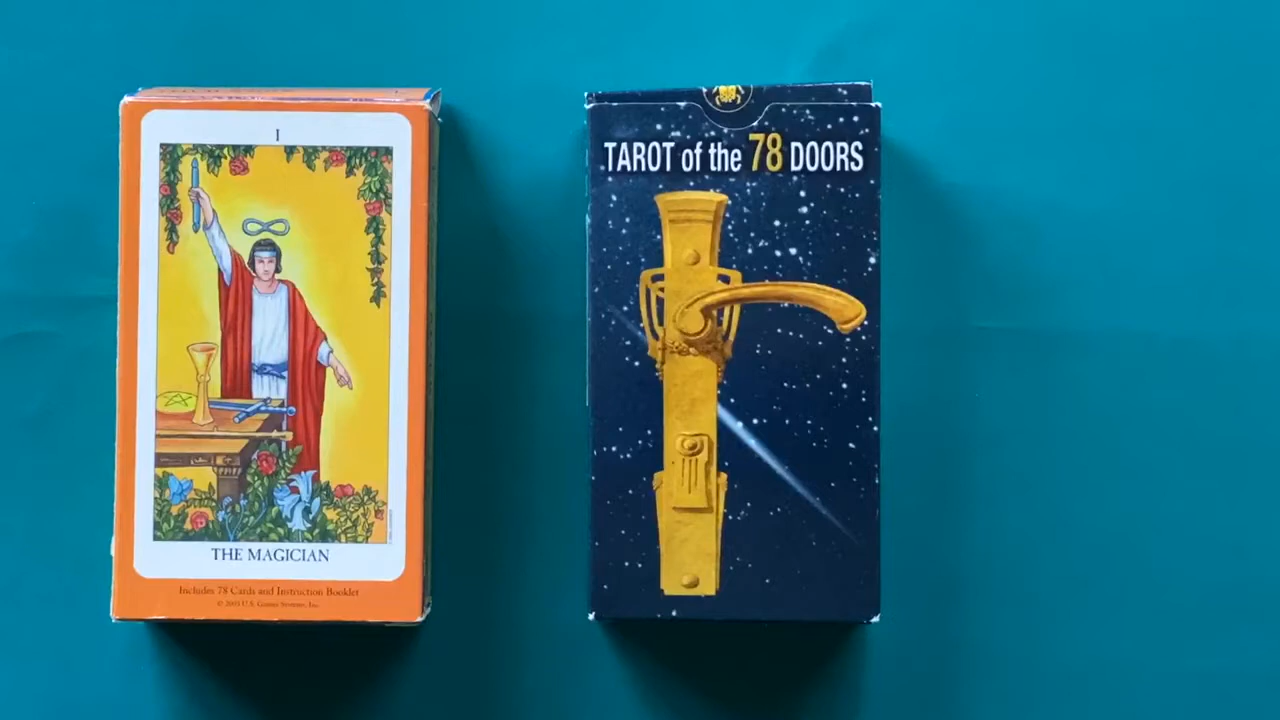 I
THE MAGICIAN
Includes 78 Cards and Instruction Booklet
TAROT of the 78 DOORS